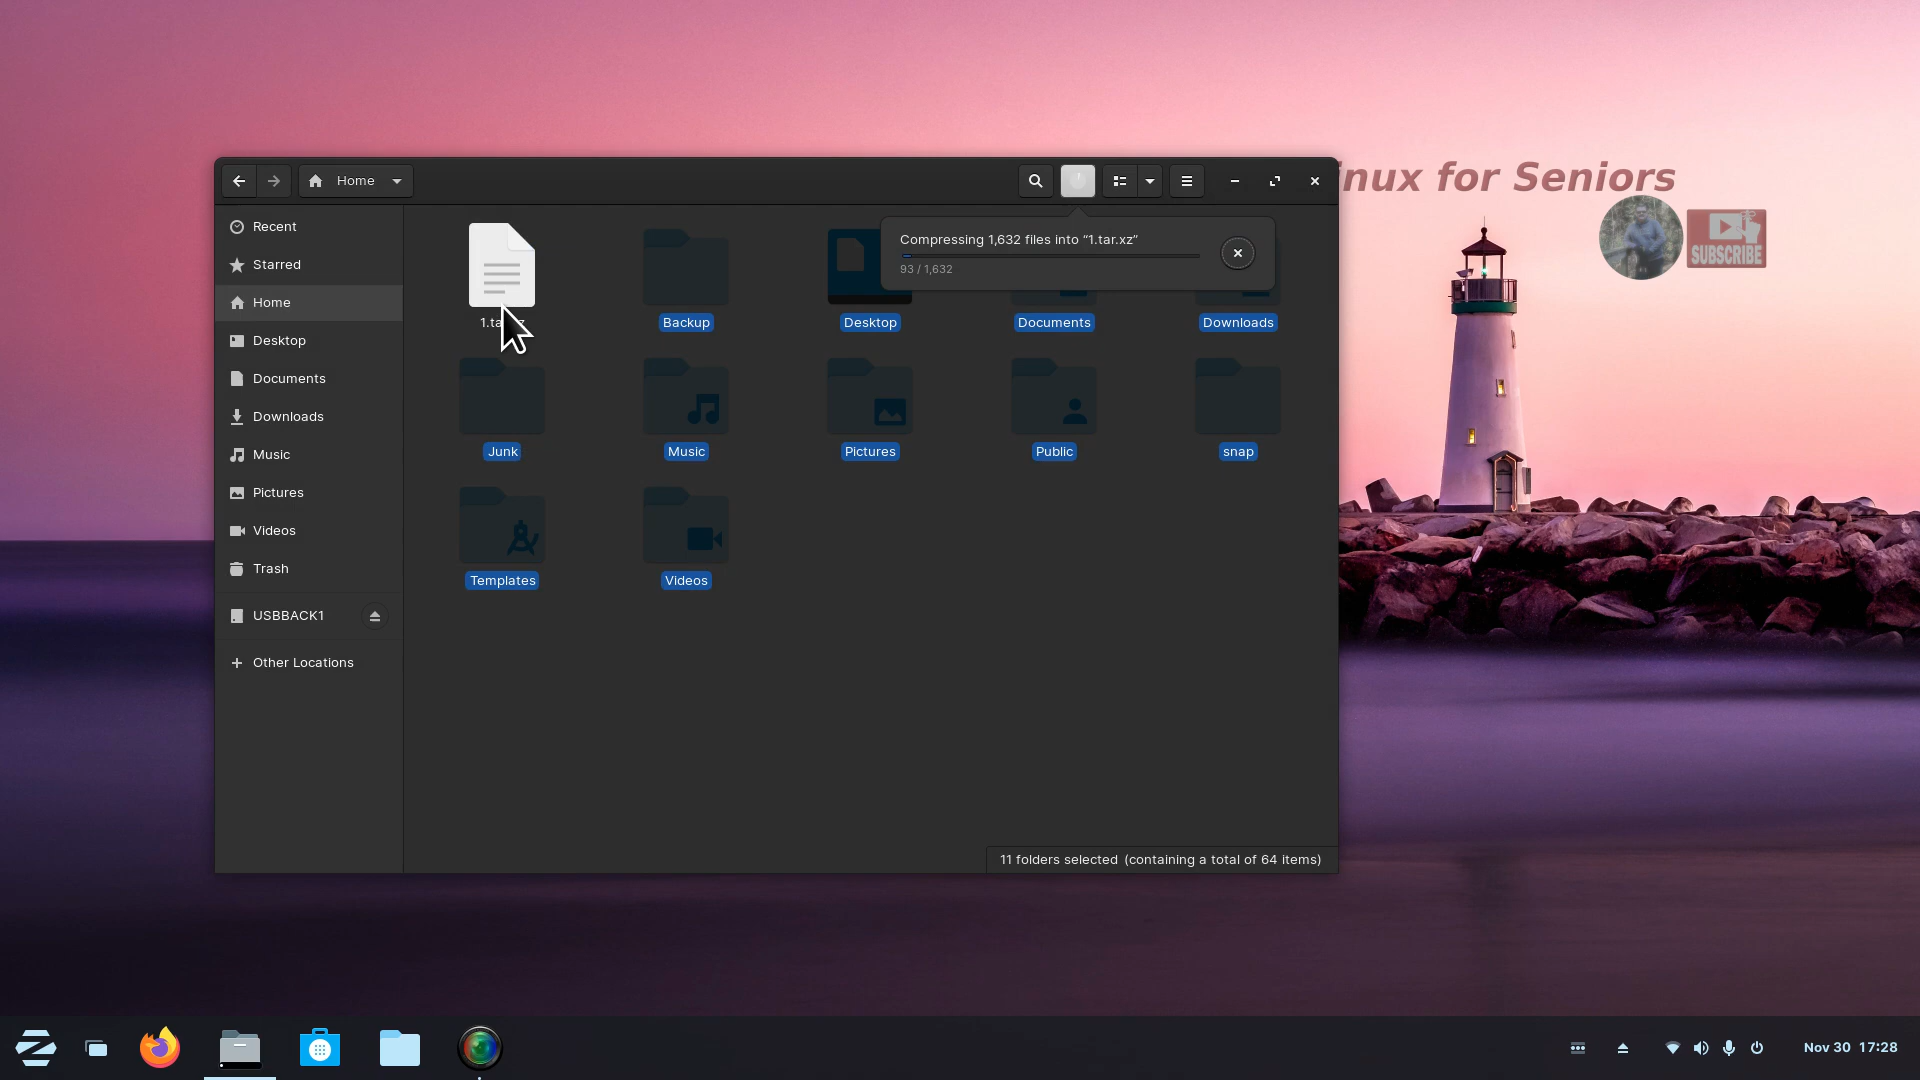 Home
inux for Seniors
SUBSCRIBE
Recent
Starred
Home
Desktop
Documents
Downloads
Music
Pictures
Videos
Trash
USBBACK1
Other Locations
Compressing 1,632 files into “1.tar.xz”
93 / 1,632
Backup
Desktop
Documents
Downloads
Junk
Music
Pictures
Public
snap
Templates
Videos
11 folders selected (containing a total of 64 items)
Nov 30 17:28